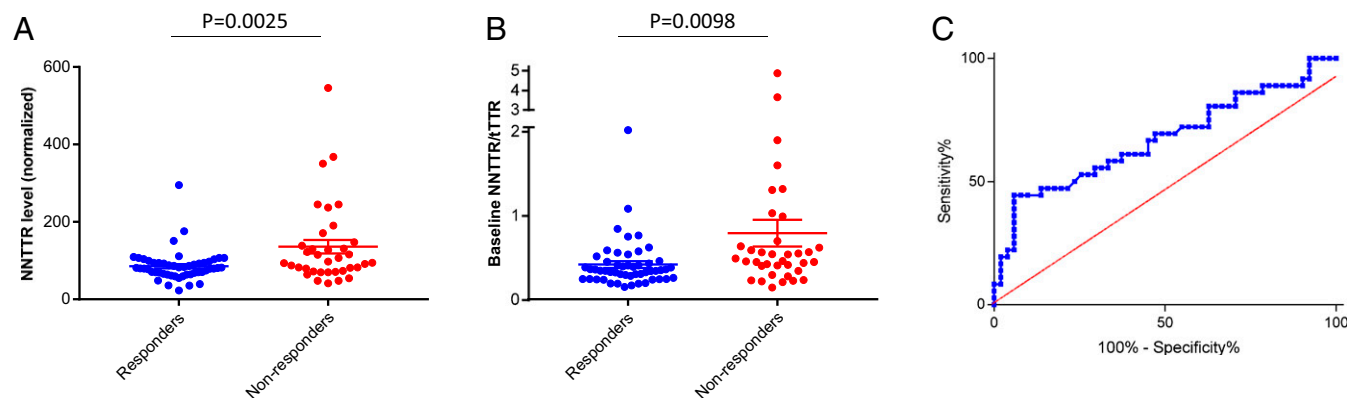 A
P=0.0025
NNTTR level (normalized)
600
400
200
0
Responders
Non-responders
B
P=0.0098
Baseline NNTTR/tTTR
5
4
3
2
1
0
Responders
Non-responders
C
Sensitivity%
100
50
0
0
50
100
100% - Specificity%